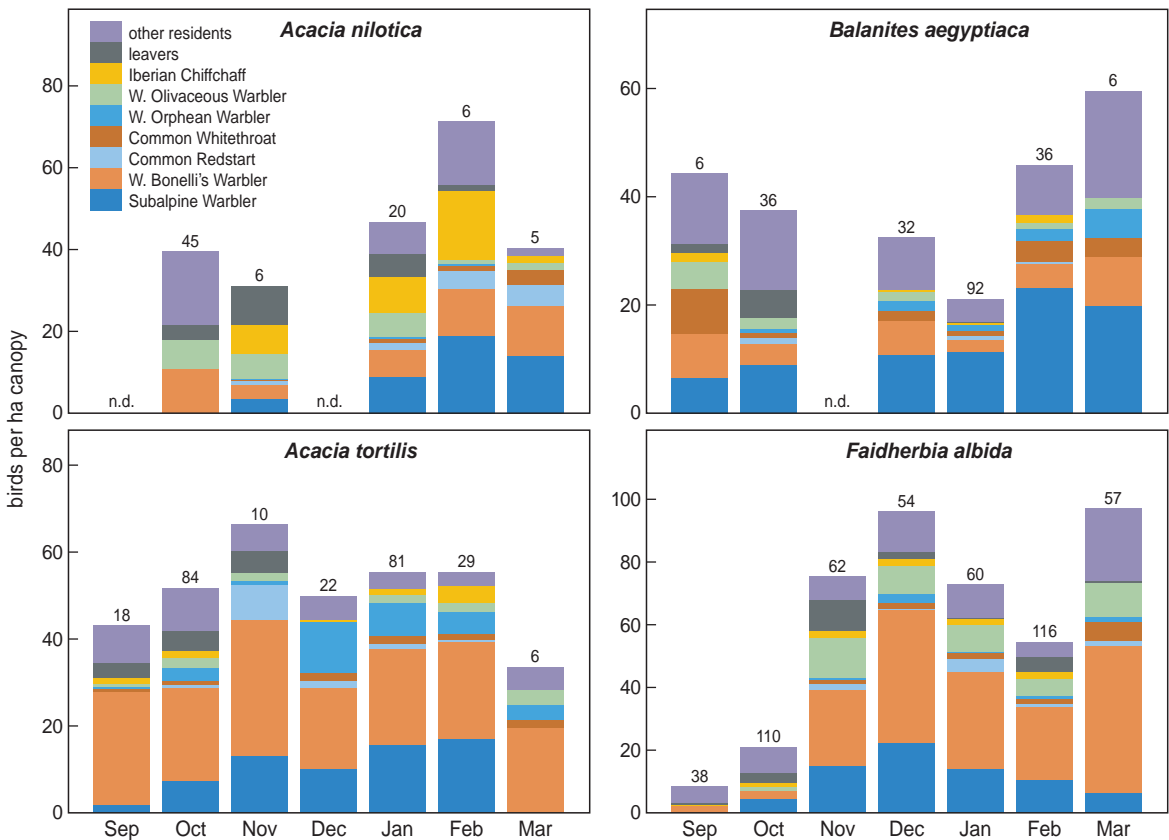 birds per ha canopy
Acacia nilotica
other residents
leavers
Iberian Chiffchaff
W. Olivaceous Warbler
W. Orphean Warbler
Common Whitethroat
Common Redstart
W. Bonelli's Warbler
Subalpine Warbler
80
60
40
20
0
n.d.
45
6
n.d.
20
6
5
Balanites aegyptiaca
60
40
20
0
6
36
n.d.
32
92
36
6
Acacia tortilis
80
60
40
20
0
18
84
10
22
81
29
6
Sep Oct Nov Dec Jan Feb Mar
Faidherbia albida
100
80
60
40
20
0
38
110
62
54
60
116
57
Sep Oct Nov Dec Jan Feb Mar